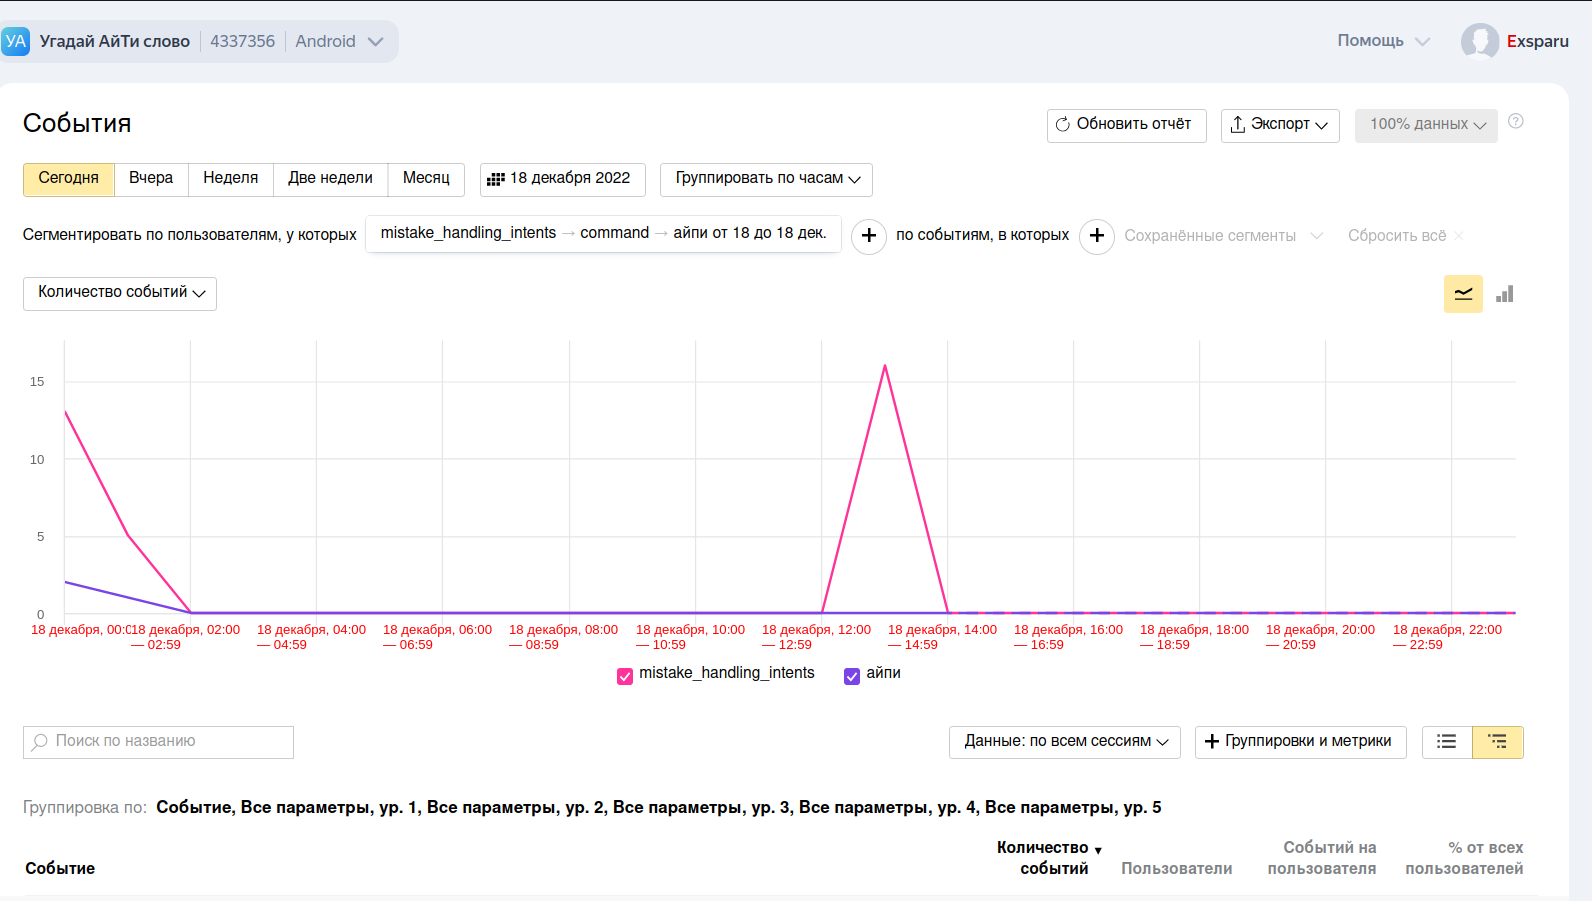 УА Угадай АйТи слово 4337356 Android Помощь Exsparu
События Обновить отчёт Экспорт 100% данных ?
Сегодня Вчера Неделя Две недели Месяц 18 декабря 2022 Группировать по часам
Сегментировать по пользователям, у которых mistake_handling_intents → command → айпи от 18 до 18 дек. + по событиям, в которых + Сохранённые сегменты Сбросить всё ×
Количество событий
15
10
5
0
18 декабря, 00:0 18 декабря, 02:00 18 декабря, 04:00 18 декабря, 06:00 18 декабря, 08:00 18 декабря, 10:00 18 декабря, 12:00 18 декабря, 14:00 18 декабря, 16:00 18 декабря, 18:00 18 декабря, 20:00 18 декабря, 22:00
— 02:59 — 04:59 — 06:59 — 08:59 — 10:59 — 12:59 — 14:59 — 16:59 — 18:59 — 20:59 — 22:59
mistake_handling_intents айпи
Поиск по названию Данные: по всем сессиям + Группировки и метрики
Группировка по: Событие, Все параметры, ур. 1, Все параметры, ур. 2, Все параметры, ур. 3, Все параметры, ур. 4, Все параметры, ур. 5
Количество ▼ Событий на % от всех
Событие событий Пользователи пользователя пользователей